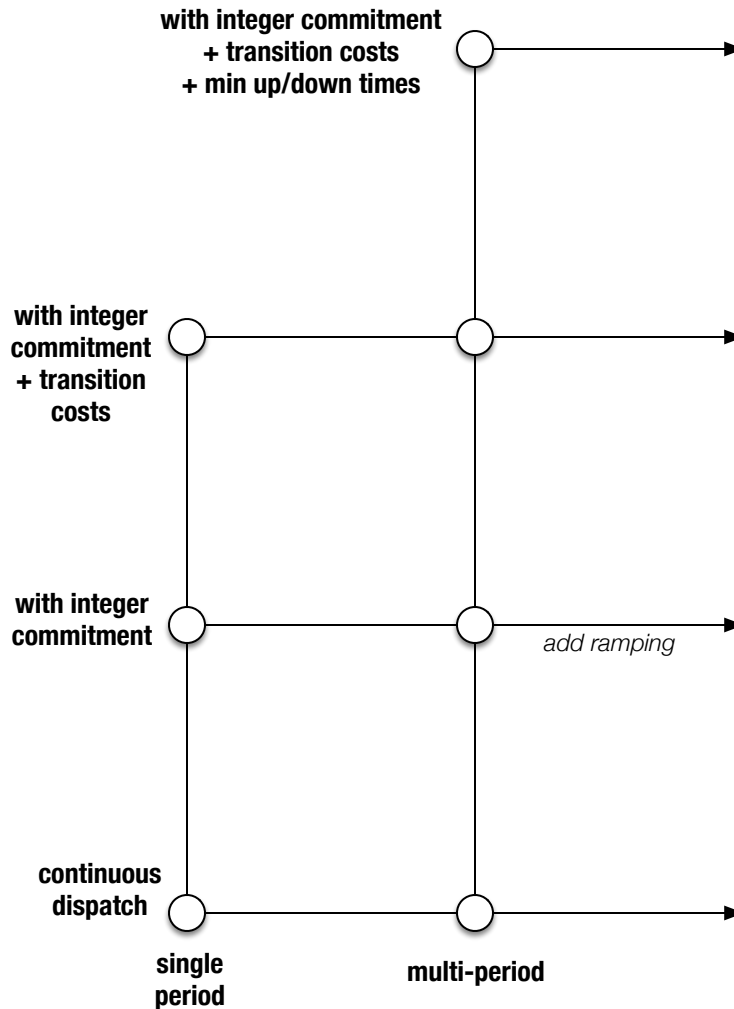 with integer commitment
+ transition costs
+ min up/down times
with integer
commitment
+ transition
costs
with integer
commitment
add ramping
continuous
dispatch
single
period
multi-period